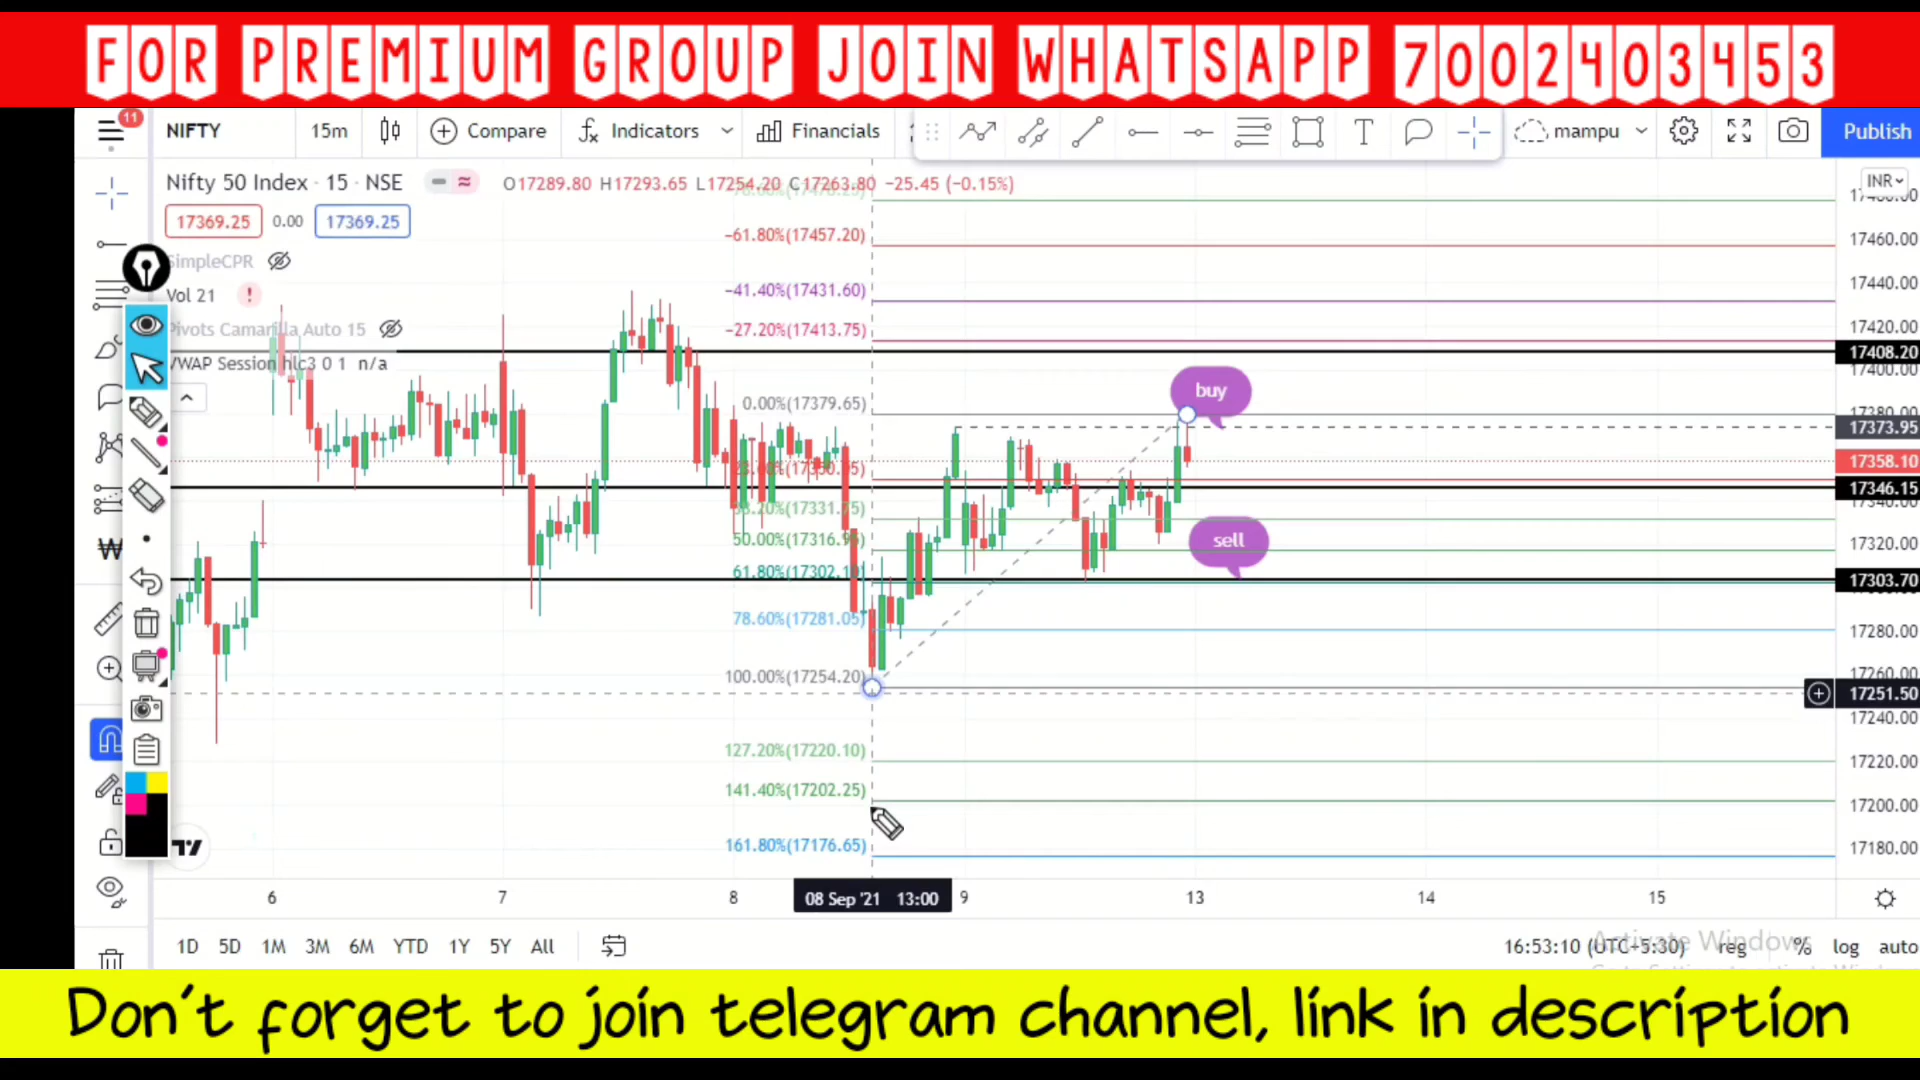 FOR PREMIUM GROUP JOIN WHATSAPP 7002403453
11
NIFTY 15m Compare Indicators Financials mampu Publish
Nifty 50 Index · 15 · NSE O17289.80 H17293.65 L17254.20 C17263.80 −25.45 (−0.15%)
INR
17369.25 0.00 17369.25
SimpleCPR
Vol 21 !
Pivots Camarilla Auto 15
VWAP Session hlc3 0 1 n/a
−61.80%(17457.20)
−41.40%(17431.60)
−27.20%(17413.75)
0.00%(17379.65)
50.00%(17316.95)
78.60%(17281.05)
100.00%(17254.20)
127.20%(17220.10)
141.40%(17202.25)
161.80%(17176.65)
buy
sell
17460.00
17440.00
17420.00
17408.20
17400.00
17373.95
17358.10
17346.15
17320.00
17303.70
17280.00
17260.00
17251.50
17240.00
17220.00
17200.00
17180.00
6 7 8 08 Sep '21 13:00 9 13 14 15
1D 5D 1M 3M 6M YTD 1Y 5Y All 16:53:10 (UTC+5:30) reg % log auto
Activate Windows
Don't forget to join telegram channel, link in description